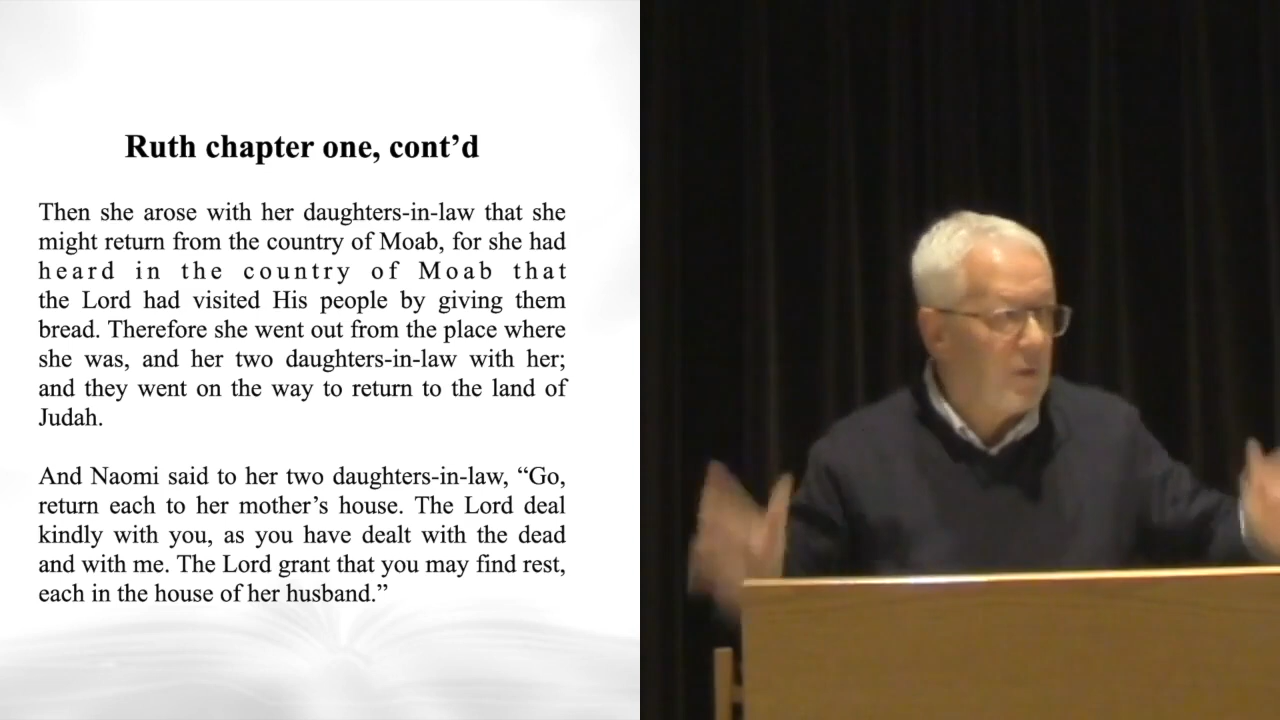 Ruth chapter one, cont’d
Then she arose with her daughters-in-law that she
might return from the country of Moab, for she had
heard in the country of Moab that
the Lord had visited His people by giving them
bread. Therefore she went out from the place where
she was, and her two daughters-in-law with her;
and they went on the way to return to the land of
Judah.
And Naomi said to her two daughters-in-law, “Go,
return each to her mother’s house. The Lord deal
kindly with you, as you have dealt with the dead
and with me. The Lord grant that you may find rest,
each in the house of her husband.”